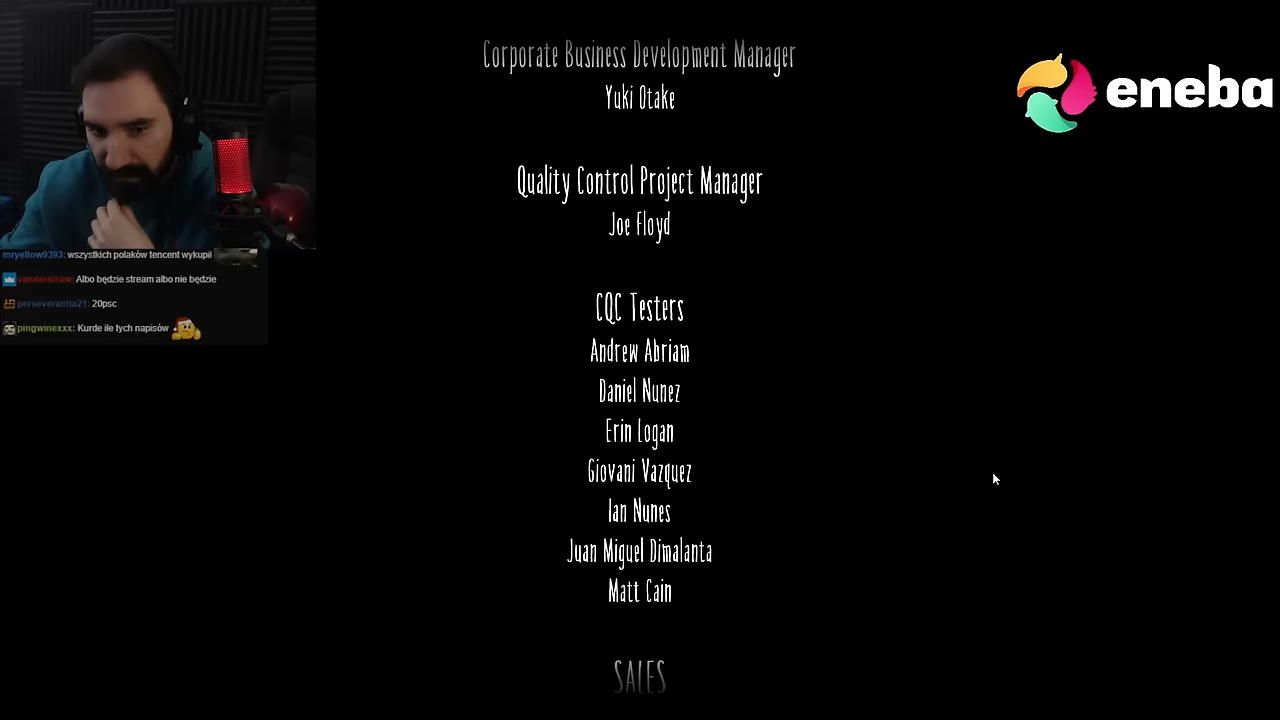 Corporate Business Development Manager
Yuki Otake
Quality Control Project Manager
Joe Floyd
CQC Testers
Andrew Abriam
Daniel Nunez
Erin Logan
Giovani Vazquez
Ian Nunes
Juan Miguel Dimalanta
Matt Cain
SALES
eneba
mryellow9393: wszystkich polaków tencent wykupil
vanderstraw: Albo będzie stream albo nie będzie
perseverantia21: 20psc
pingwinexxx: Kurde ile tych napisów